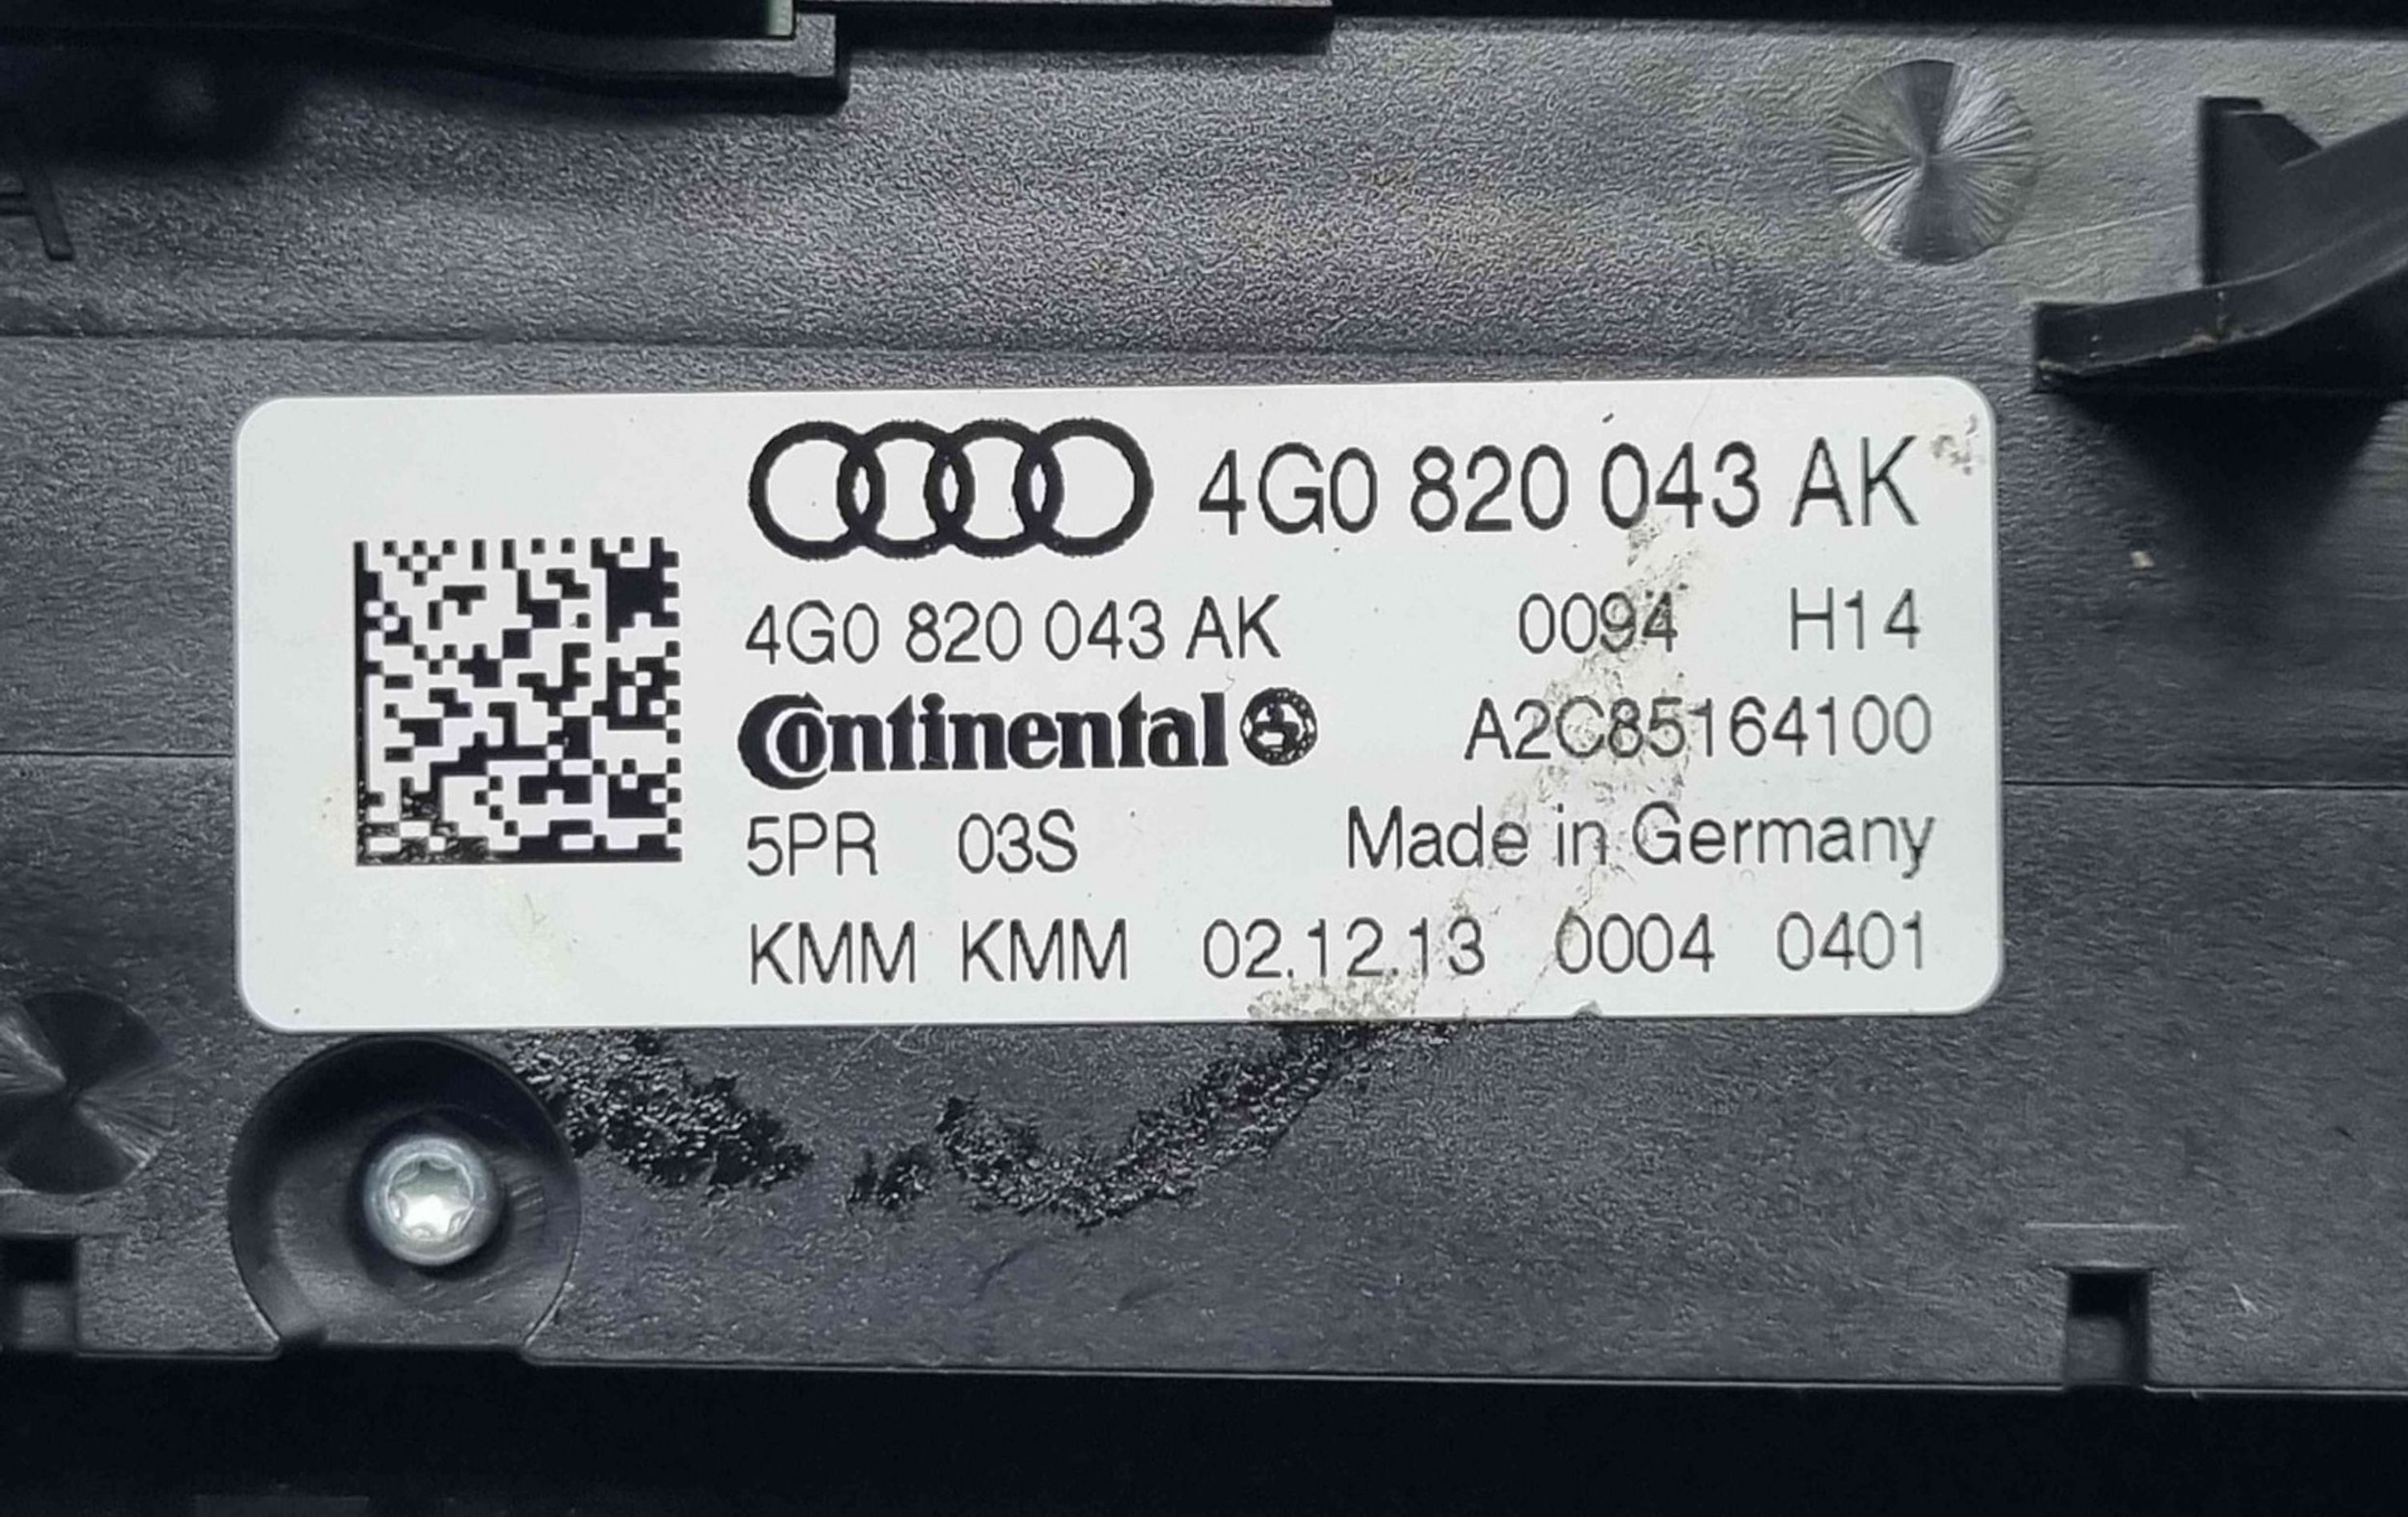 4G0 820 043 AK
4G0 820 043 AK 0094 H14
Continental A2C85164100
5PR 03S Made in Germany
KMM KMM 02.12.13 0004 0401